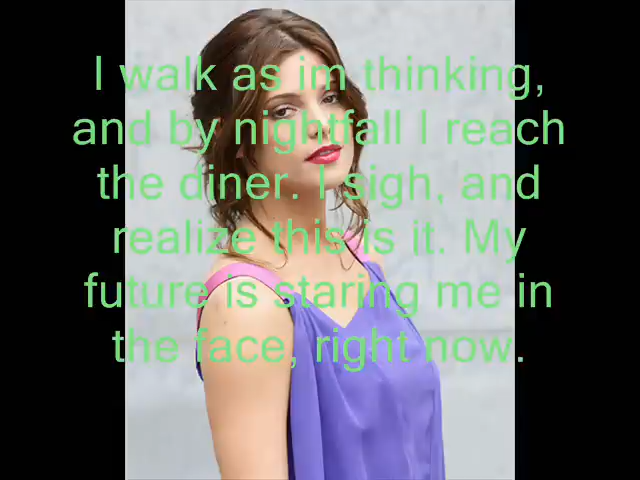 I walk as im thinking,
and by nightfall I reach
the diner. I sigh, and
realize this is it. My
future is staring me in
the face, right now.